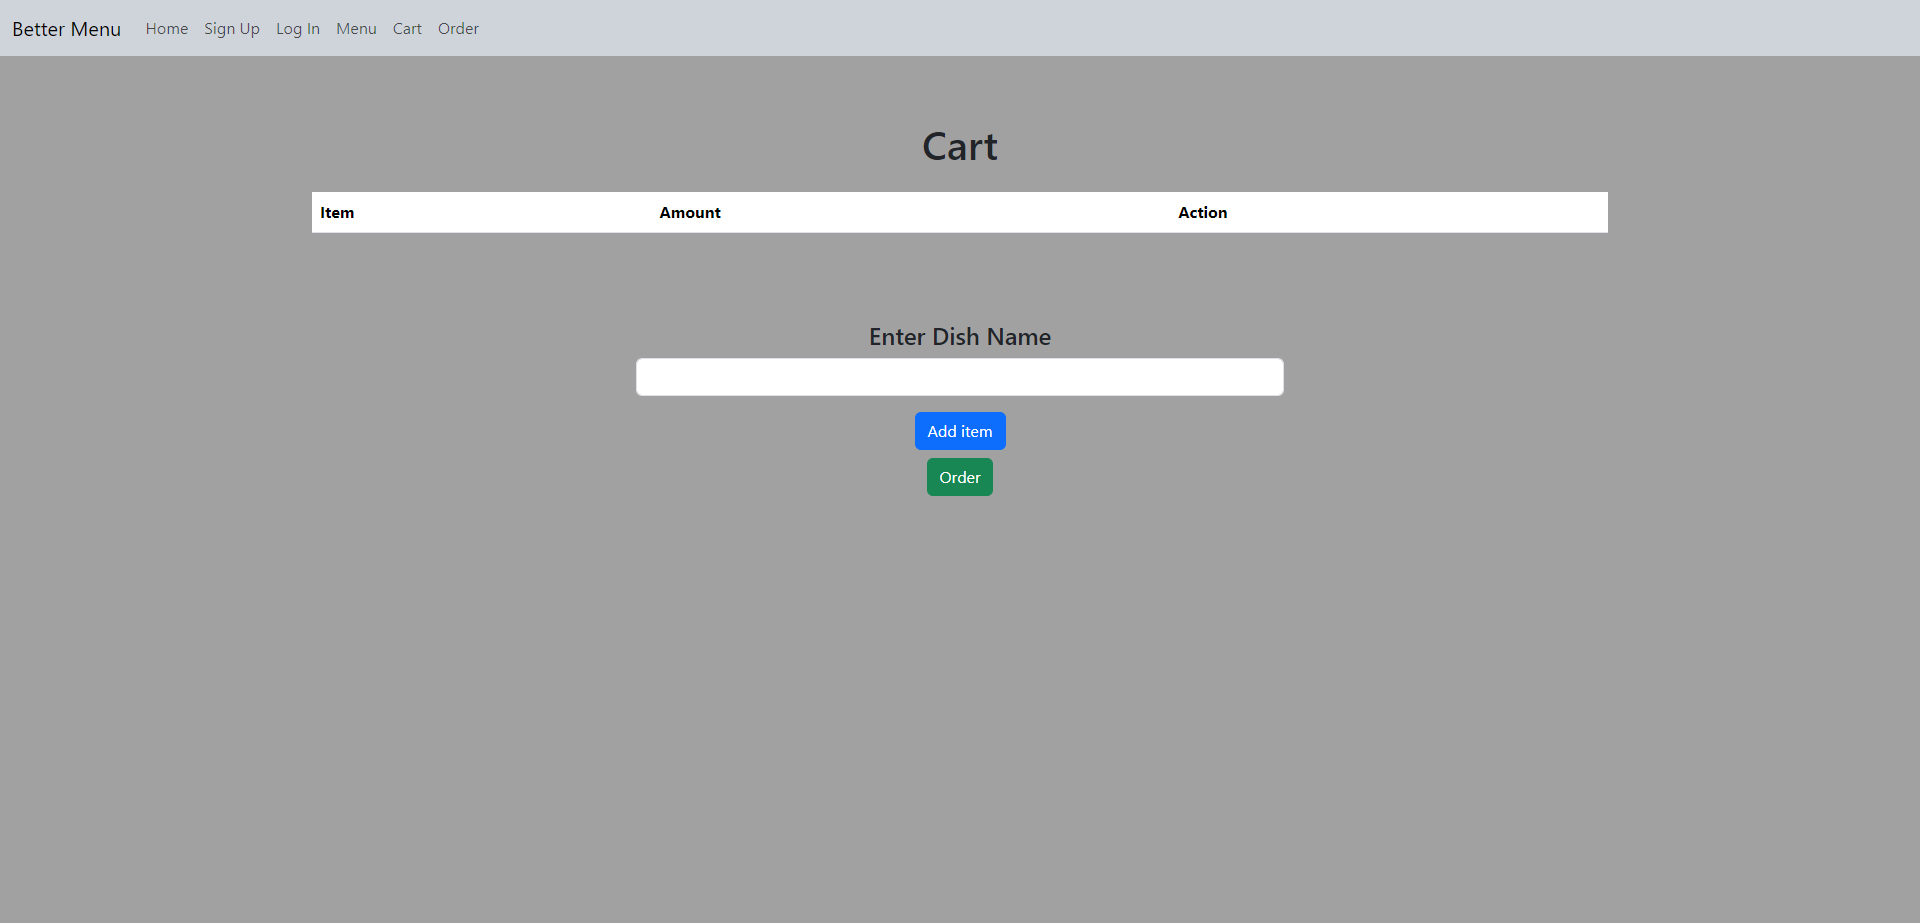 Better Menu Home Sign Up Log In Menu Cart Order
Cart
Item Amount Action
Enter Dish Name
Add item
Order